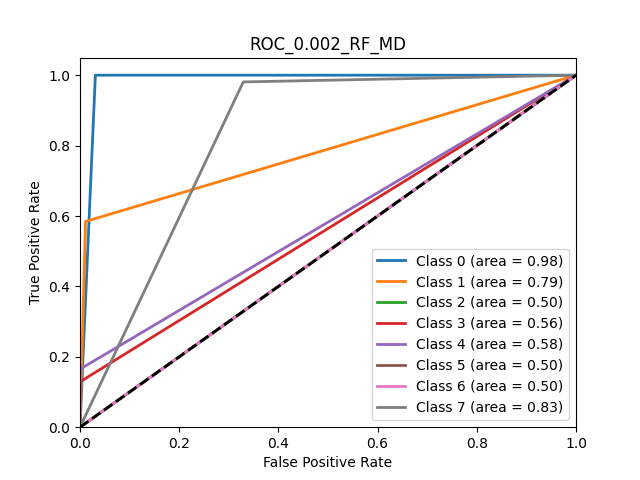 ROC_0.002_RF_MD
True Positive Rate
1.0
0.8
0.6
0.4
0.2
0.0
Class 0 (area = 0.98)
Class 1 (area = 0.79)
Class 2 (area = 0.50)
Class 3 (area = 0.56)
Class 4 (area = 0.58)
Class 5 (area = 0.50)
Class 6 (area = 0.50)
Class 7 (area = 0.83)
0.0 0.2 0.4 0.6 0.8 1.0
False Positive Rate